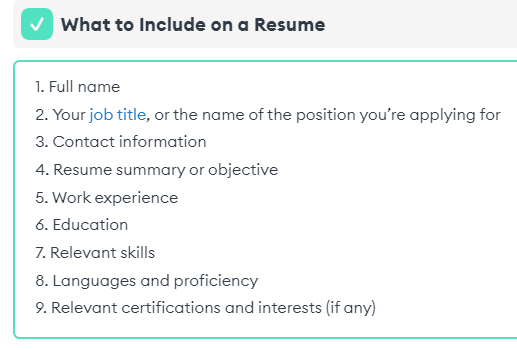 What to Include on a Resume
1. Full name
2. Your job title, or the name of the position you’re applying for
3. Contact information
4. Resume summary or objective
5. Work experience
6. Education
7. Relevant skills
8. Languages and proficiency
9. Relevant certifications and interests (if any)